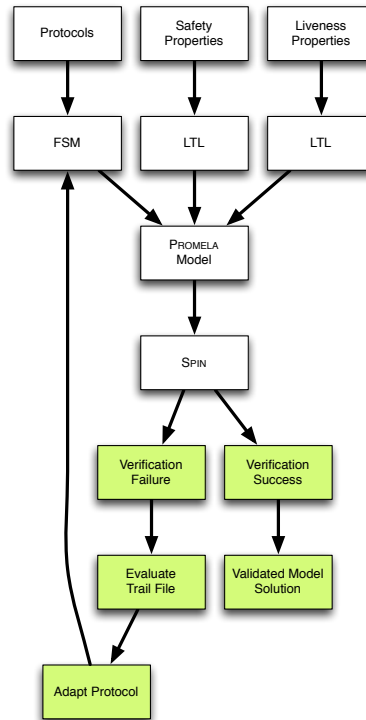 Protocols
Safety
Properties
Liveness
Properties
FSM
LTL
LTL
PROMELA
Model
SPIN
Verification
Failure
Verification
Success
Evaluate
Trail File
Validated Model
Solution
Adapt Protocol